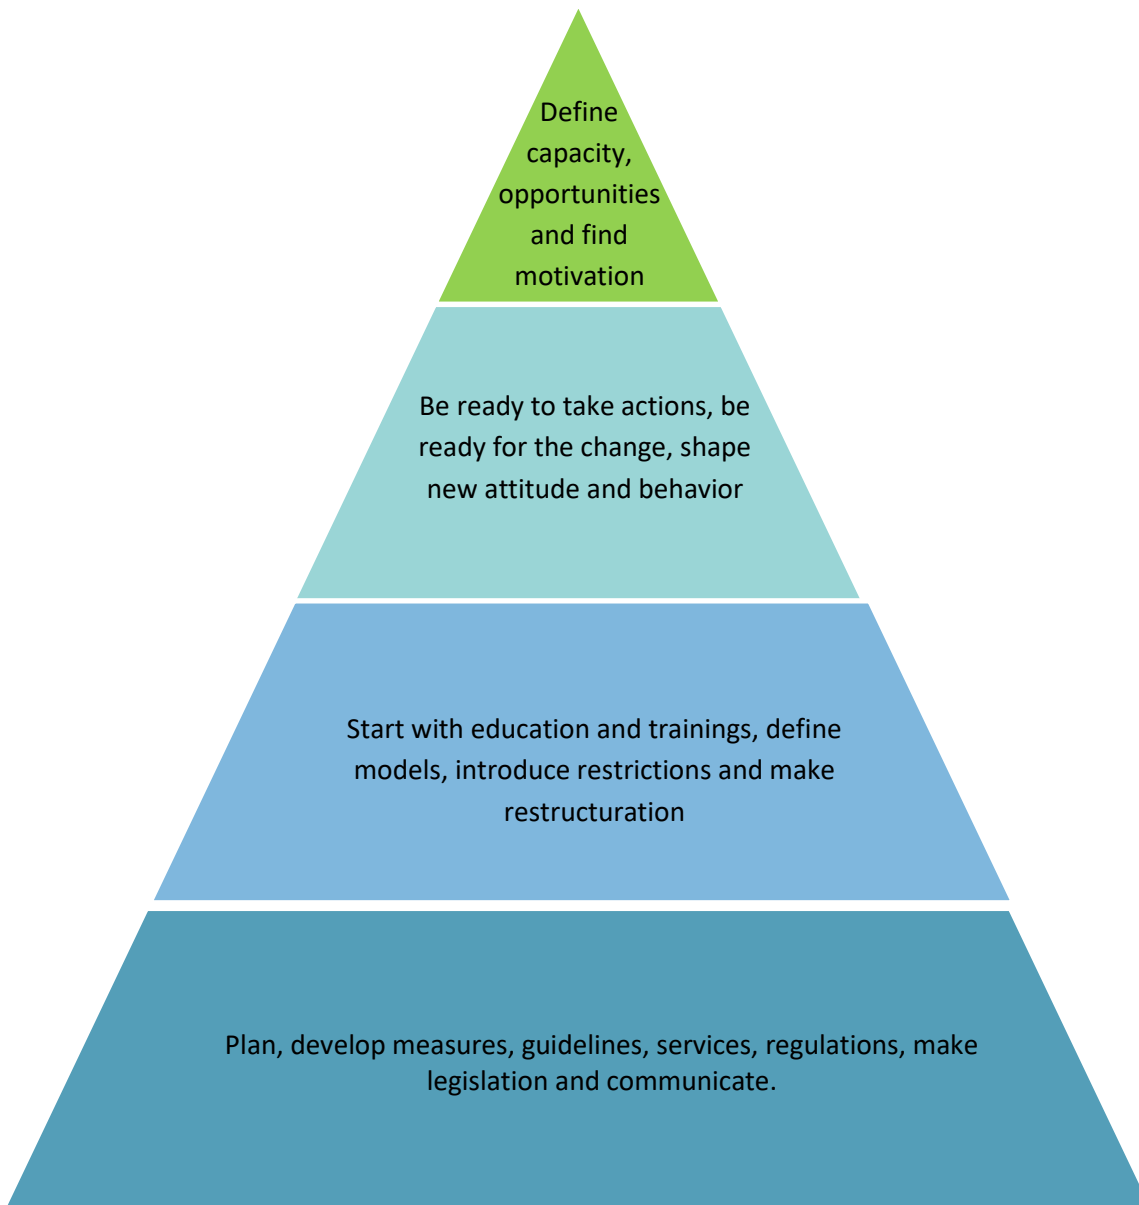 Define
capacity,
opportunities
and find
motivation
Be ready to take actions, be
ready for the change, shape
new attitude and behavior
Start with education and trainings, define
models, introduce restrictions and make
restructuration
Plan, develop measures, guidelines, services, regulations, make
legislation and communicate.